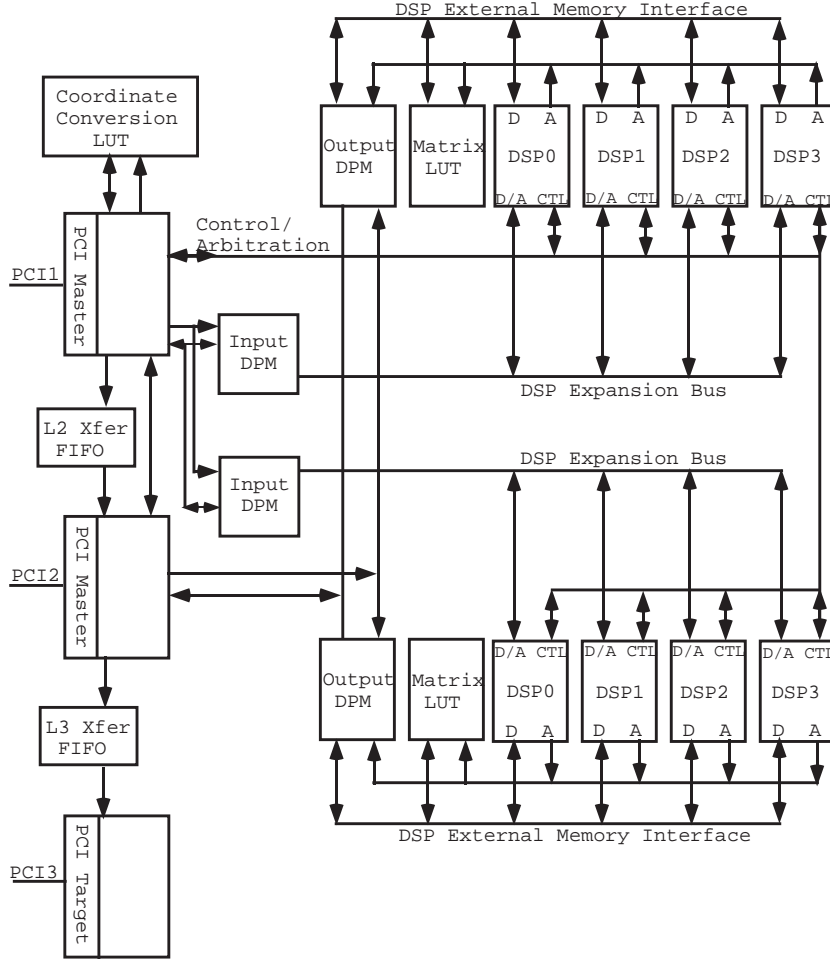 DSP External Memory Interface
Coordinate
Conversion
LUT
Output
DPM
Matrix
LUT
D A
DSP0
D/A CTL
D A
DSP1
D/A CTL
D A
DSP2
D/A CTL
D A
DSP3
D/A CTL
PCI Master
PCI1
Control/
Arbitration
Input
DPM
DSP Expansion Bus
L2 Xfer
FIFO
DSP Expansion Bus
Input
DPM
PCI Master
PCI2
Output
DPM
Matrix
LUT
D/A CTL
DSP0
D A
D/A CTL
DSP1
D A
D/A CTL
DSP2
D A
D/A CTL
DSP3
D A
L3 Xfer
FIFO
DSP External Memory Interface
PCI Target
PCI3